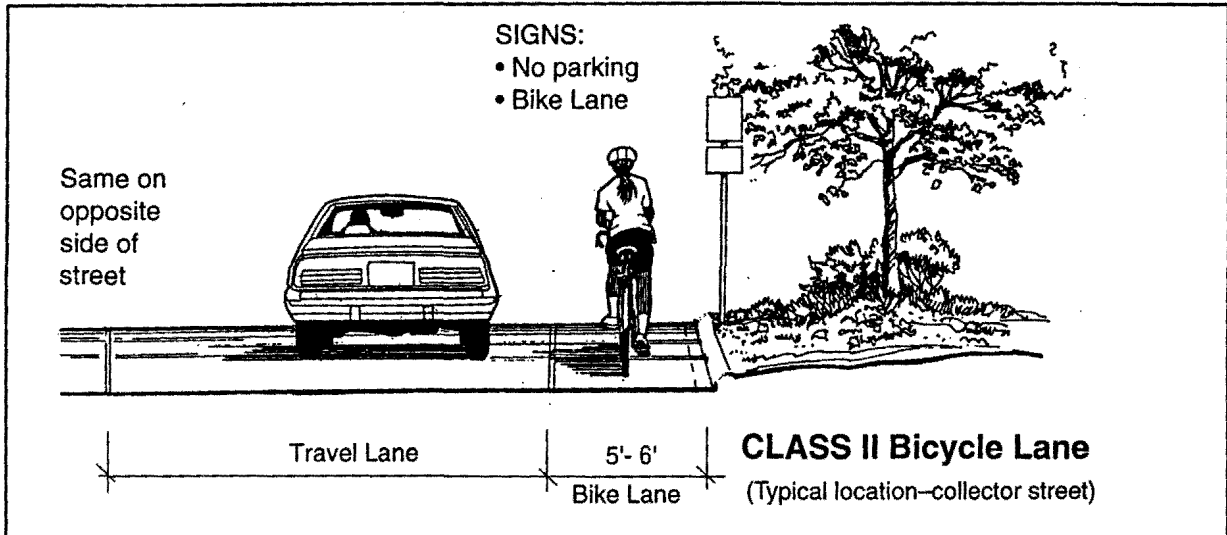 SIGNS:
• No parking
• Bike Lane
Same on
opposite
side of
street
Travel Lane
5'- 6'
Bike Lane
CLASS II Bicycle Lane
(Typical location–collector street)